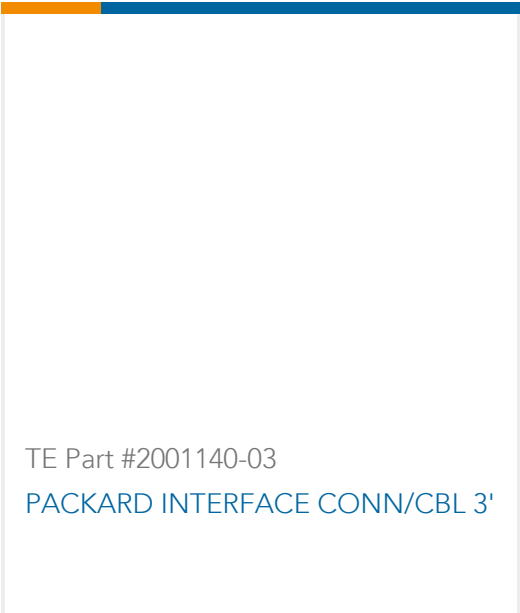 TE Part #2001140-03
PACKARD INTERFACE CONN/CBL 3'